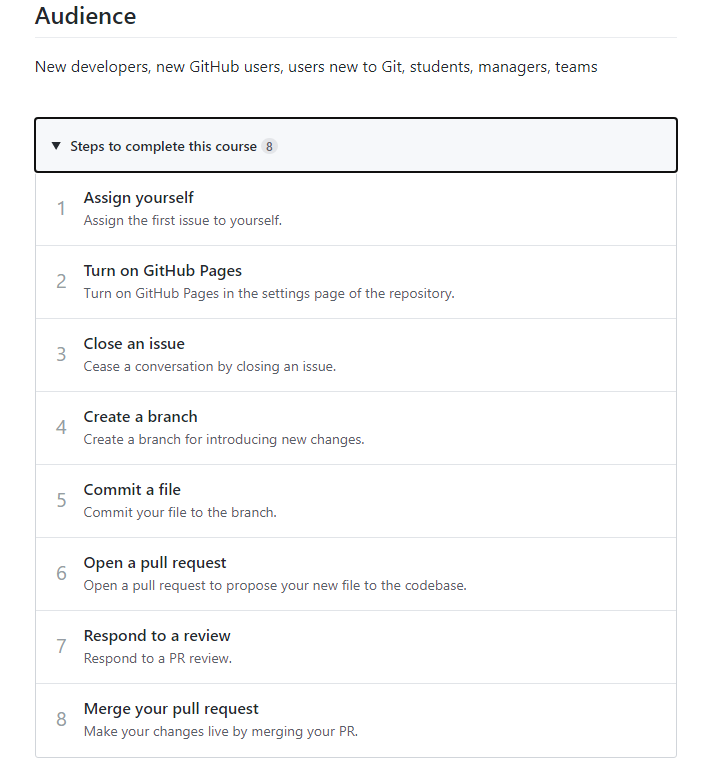 Audience
New developers, new GitHub users, users new to Git, students, managers, teams
▼ Steps to complete this course 8
1
Assign yourself
Assign the first issue to yourself.
2
Turn on GitHub Pages
Turn on GitHub Pages in the settings page of the repository.
3
Close an issue
Cease a conversation by closing an issue.
4
Create a branch
Create a branch for introducing new changes.
5
Commit a file
Commit your file to the branch.
6
Open a pull request
Open a pull request to propose your new file to the codebase.
7
Respond to a review
Respond to a PR review.
8
Merge your pull request
Make your changes live by merging your PR.